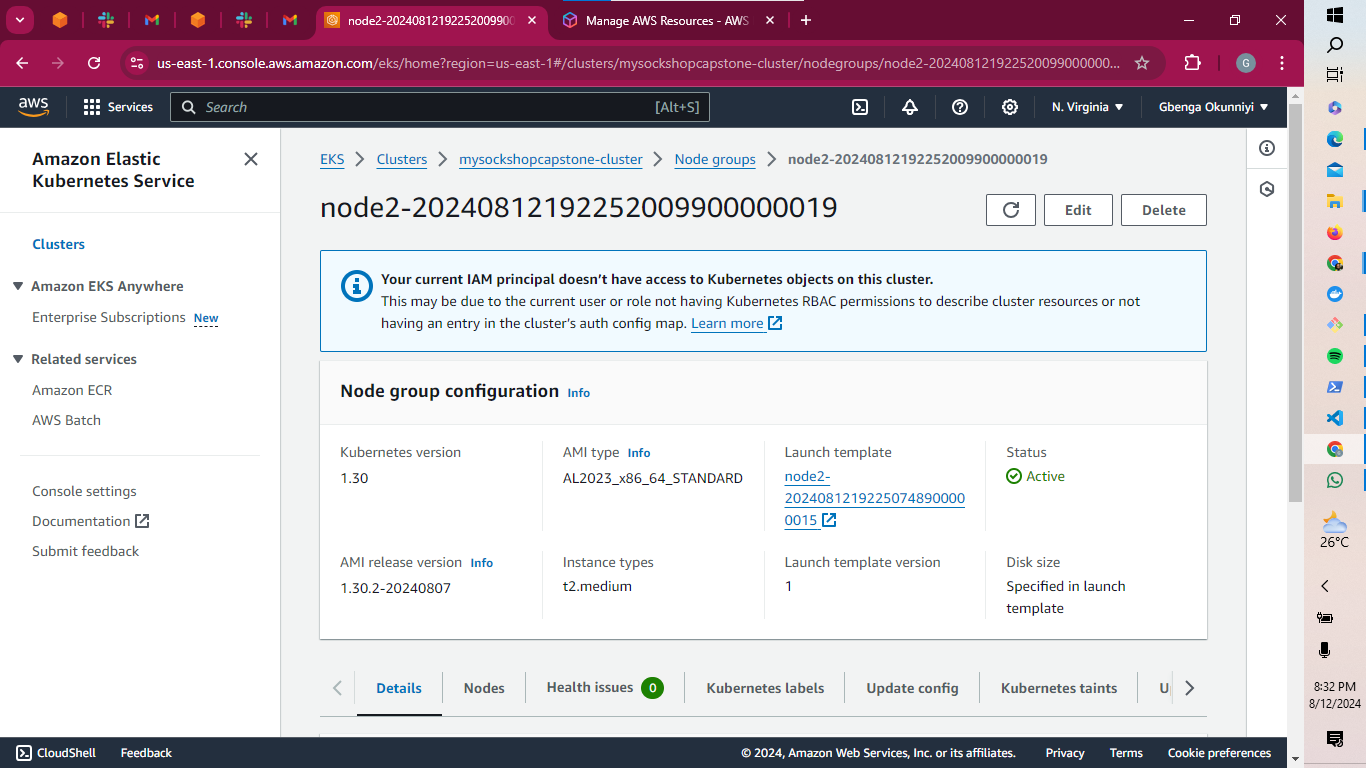 node2-2024081219225200990
Manage AWS Resources - AWS
us-east-1.console.aws.amazon.com/eks/home?region=us-east-1#/clusters/mysockshopcapstone-cluster/nodegroups/node2-202408121922520099000000...
G
aws
Services
Search
[Alt+S]
N. Virginia
Gbenga Okunniyi
Amazon Elastic
Kubernetes Service
Clusters
Amazon EKS Anywhere
Enterprise Subscriptions New
Related services
Amazon ECR
AWS Batch
Console settings
Documentation
Submit feedback
EKS
Clusters
mysockshopcapstone-cluster
Node groups
node2-20240812192252009900000019
node2-20240812192252009900000019
Edit
Delete
Your current IAM principal doesn’t have access to Kubernetes objects on this cluster.
This may be due to the current user or role not having Kubernetes RBAC permissions to describe cluster resources or not
having an entry in the cluster’s auth config map. Learn more
Node group configuration Info
Kubernetes version
1.30
AMI type Info
AL2023_x86_64_STANDARD
Launch template
node2-
2024081219225074890000
0015
Status
Active
AMI release version Info
1.30.2-20240807
Instance types
t2.medium
Launch template version
1
Disk size
Specified in launch
template
Details
Nodes
Health issues 0
Kubernetes labels
Update config
Kubernetes taints
CloudShell
Feedback
© 2024, Amazon Web Services, Inc. or its affiliates.
Privacy
Terms
Cookie preferences
26°C
8:32 PM
8/12/2024